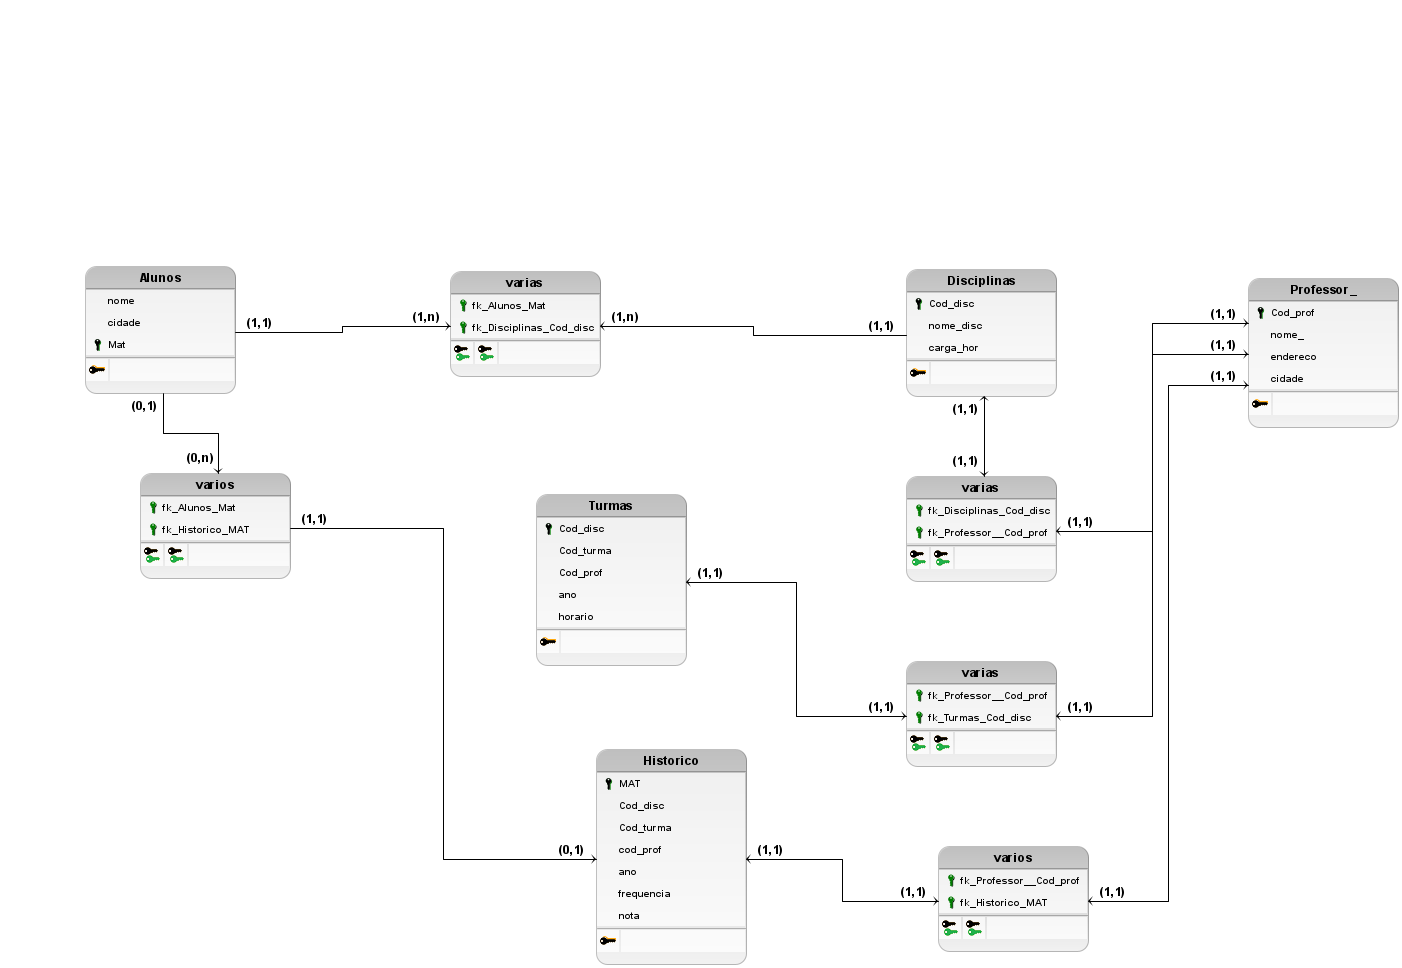 Alunos
nome
cidade
Mat
(1,1)
(1,n)
varias
fk_Alunos_Mat
fk_Disciplinas_Cod_disc
(1,n)
(1,1)
Disciplinas
Cod_disc
nome_disc
carga_hor
Professor_
Cod_prof
nome_
endereco
cidade
(1,1)
(1,1)
(1,1)
(0,1)
(0,n)
varios
fk_Alunos_Mat
fk_Historico_MAT
(1,1)
Turmas
Cod_disc
Cod_turma
Cod_prof
ano
horario
(1,1)
(1,1)
(1,1)
varias
fk_Disciplinas_Cod_disc
fk_Professor__Cod_prof
(1,1)
(1,1)
varias
fk_Professor__Cod_prof
fk_Turmas_Cod_disc
(1,1)
Historico
MAT
Cod_disc
Cod_turma
cod_prof
ano
frequencia
nota
(0,1)
(1,1)
(1,1)
varios
fk_Professor__Cod_prof
fk_Historico_MAT
(1,1)